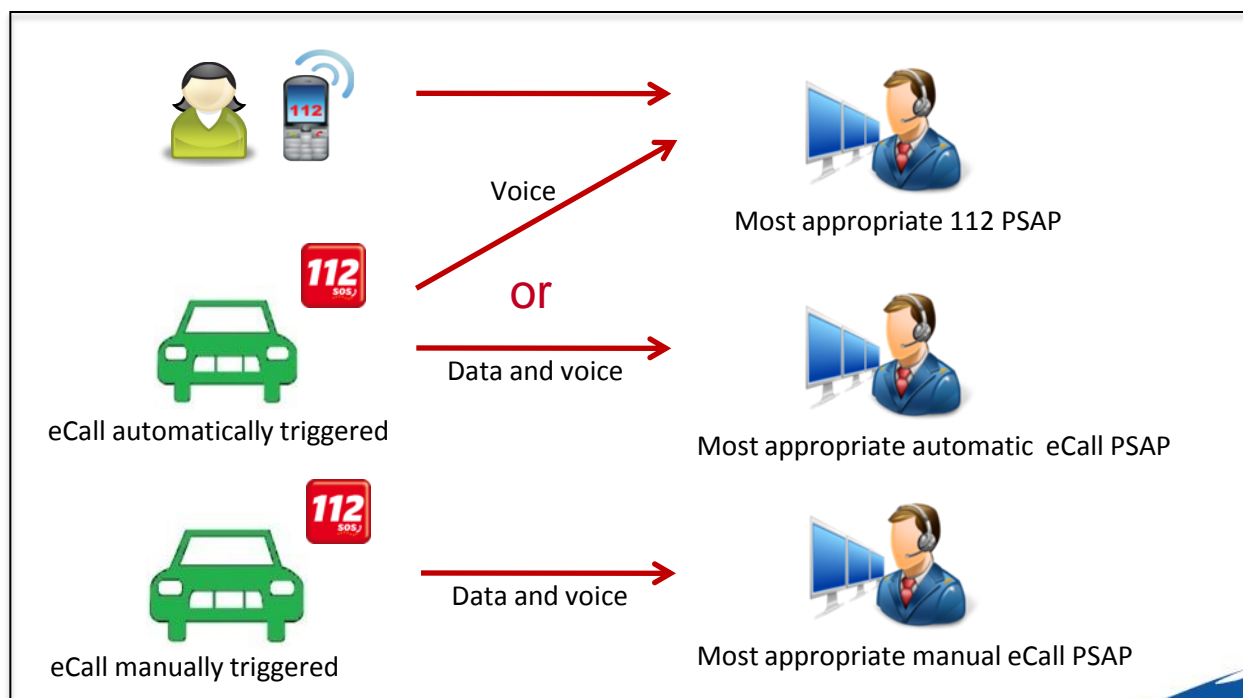 112
Voice
Most appropriate 112 PSAP
112
SOS
or
Data and voice
eCall automatically triggered
Most appropriate automatic eCall PSAP
112
SOS
Data and voice
eCall manually triggered
Most appropriate manual eCall PSAP